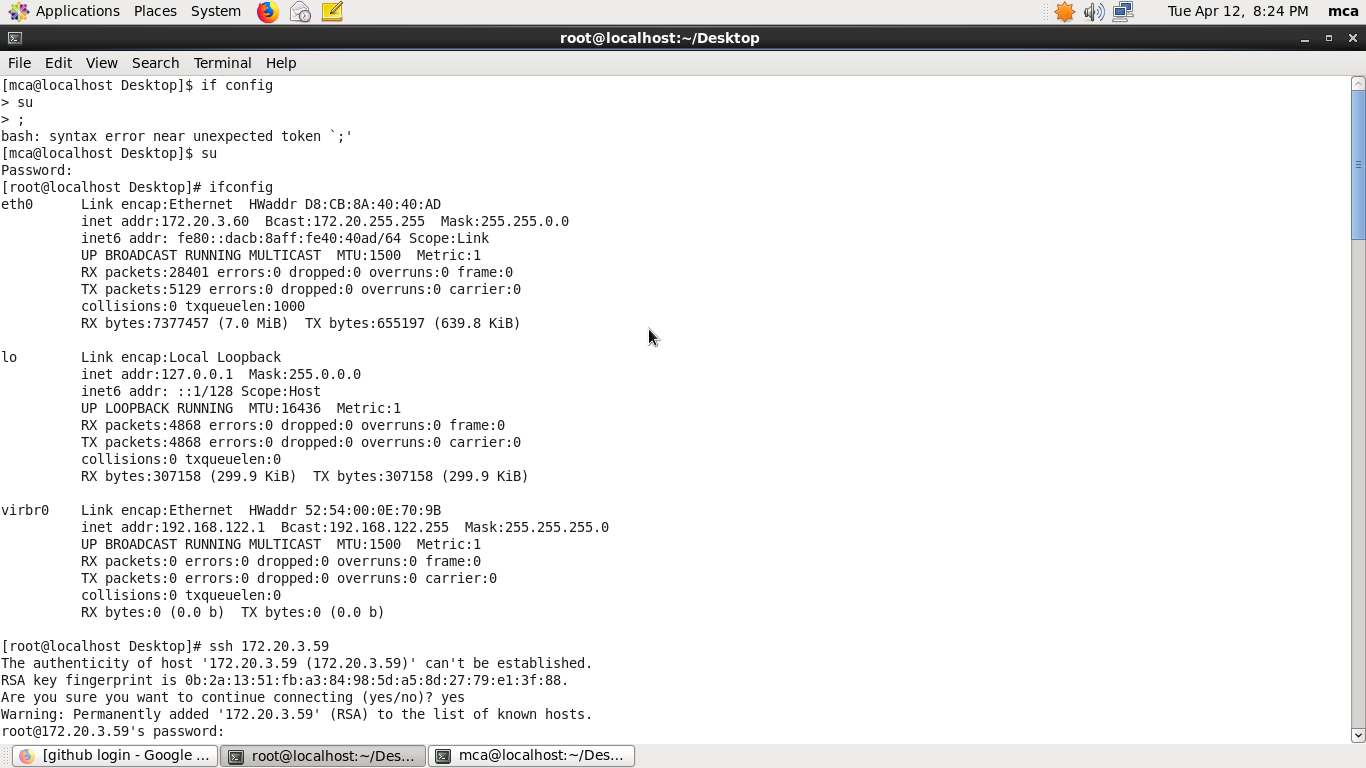 Applications Places System Tue Apr 12, 8:24 PM mca
root@localhost:~/Desktop
File Edit View Search Terminal Help
[mca@localhost Desktop]$ if config
> su
> ;
bash: syntax error near unexpected token `;'
[mca@localhost Desktop]$ su
Password:
[root@localhost Desktop]# ifconfig
eth0      Link encap:Ethernet  HWaddr D8:CB:8A:40:40:AD
          inet addr:172.20.3.60  Bcast:172.20.255.255  Mask:255.255.0.0
          inet6 addr: fe80::dacb:8aff:fe40:40ad/64 Scope:Link
          UP BROADCAST RUNNING MULTICAST  MTU:1500  Metric:1
          RX packets:28401 errors:0 dropped:0 overruns:0 frame:0
          TX packets:5129 errors:0 dropped:0 overruns:0 carrier:0
          collisions:0 txqueuelen:1000
          RX bytes:7377457 (7.0 MiB)  TX bytes:655197 (639.8 KiB)
lo        Link encap:Local Loopback
          inet addr:127.0.0.1  Mask:255.0.0.0
          inet6 addr: ::1/128 Scope:Host
          UP LOOPBACK RUNNING  MTU:16436  Metric:1
          RX packets:4868 errors:0 dropped:0 overruns:0 frame:0
          TX packets:4868 errors:0 dropped:0 overruns:0 carrier:0
          collisions:0 txqueuelen:0
          RX bytes:307158 (299.9 KiB)  TX bytes:307158 (299.9 KiB)
virbr0    Link encap:Ethernet  HWaddr 52:54:00:0E:70:9B
          inet addr:192.168.122.1  Bcast:192.168.122.255  Mask:255.255.255.0
          UP BROADCAST RUNNING MULTICAST  MTU:1500  Metric:1
          RX packets:0 errors:0 dropped:0 overruns:0 frame:0
          TX packets:0 errors:0 dropped:0 overruns:0 carrier:0
          collisions:0 txqueuelen:0
          RX bytes:0 (0.0 b)  TX bytes:0 (0.0 b)
[root@localhost Desktop]# ssh 172.20.3.59
The authenticity of host '172.20.3.59 (172.20.3.59)' can't be established.
RSA key fingerprint is 0b:2a:13:51:fb:a3:84:98:5d:a5:8d:27:79:e1:3f:88.
Are you sure you want to continue connecting (yes/no)? yes
Warning: Permanently added '172.20.3.59' (RSA) to the list of known hosts.
root@172.20.3.59's password:
[github login - Google ... root@localhost:~/Des... mca@localhost:~/Des...